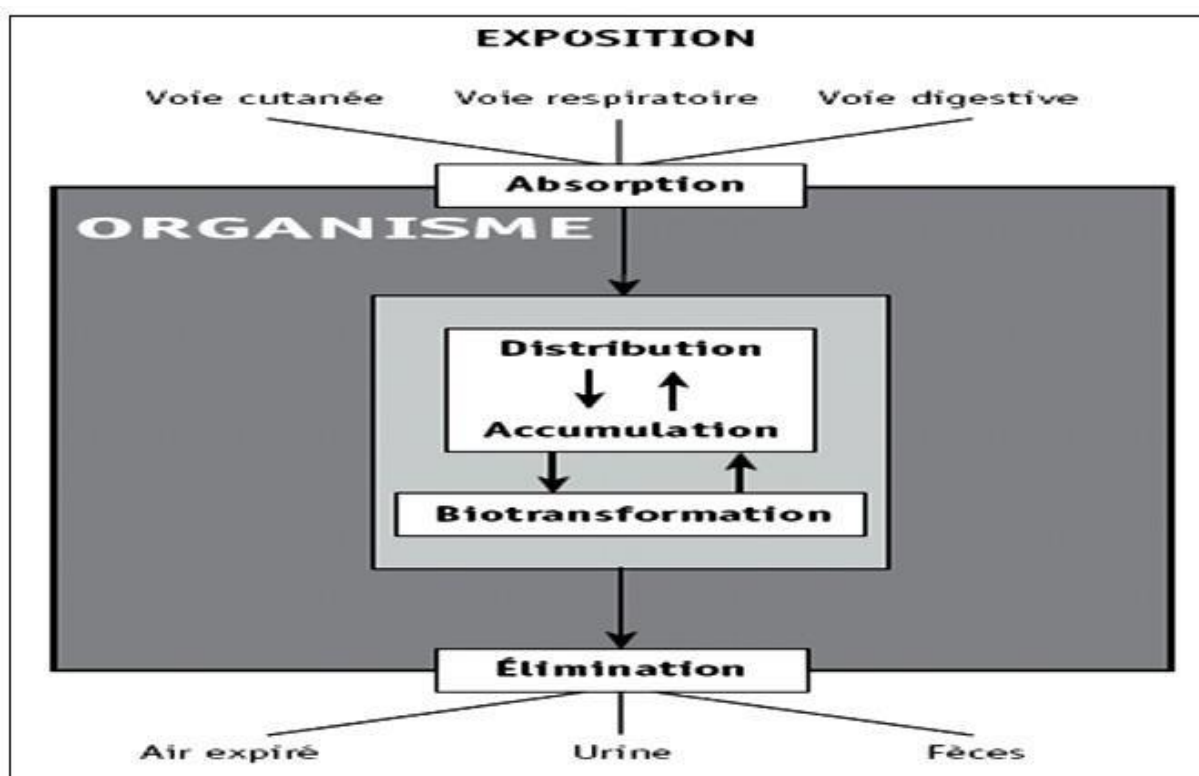 EXPOSITION
Voie cutanée Voie respiratoire Voie digestive
Absorption
ORGANISME
Distribution
Accumulation
Biotransformation
Élimination
Air expiré Urine Fèces